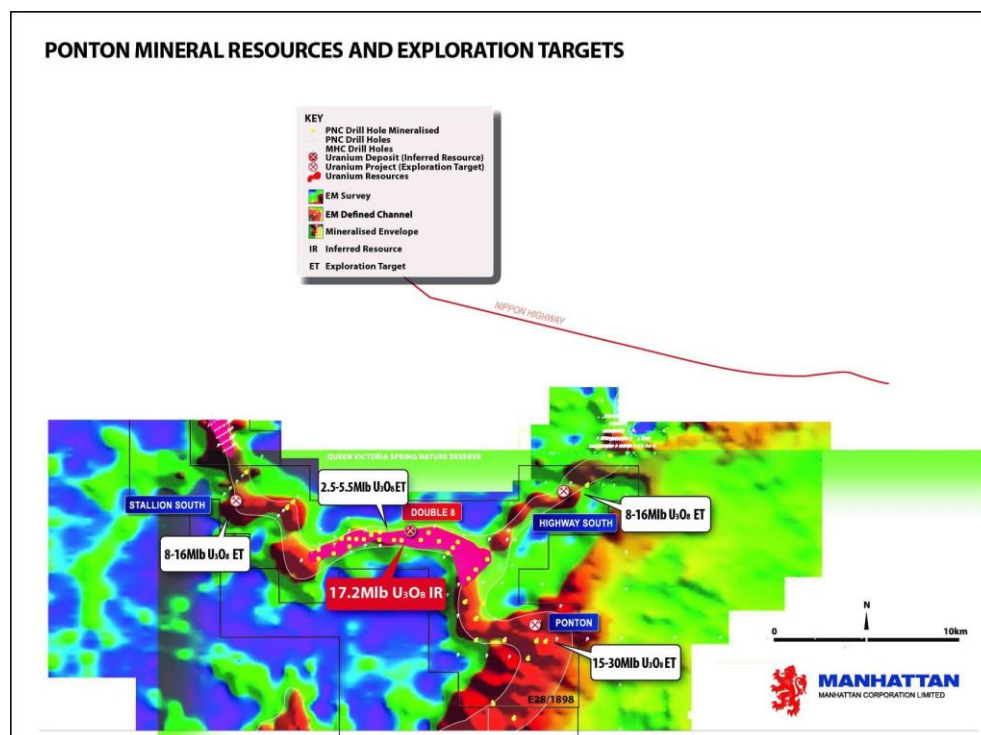 PONTON MINERAL RESOURCES AND EXPLORATION TARGETS
KEY
PNC Drill Hole Mineralised
PNC Drill Holes
MHC Drill Holes
Uranium Deposit (Inferred Resource)
Uranium Project (Exploration Target)
Uranium Resources
EM Survey
EM Defined Channel
Mineralised Envelope
IR Inferred Resource
ET Exploration Target
NIPPON HIGHWAY
QUEEN VICTORIA SPRING NATURE RESERVE
2.5-5.5Mlb U₃O₈ ET
STALLION SOUTH
DOUBLE 8
HIGHWAY SOUTH
8-16Mlb U₃O₈ ET
8-16Mlb U₃O₈ ET
17.2Mlb U₃O₈ IR
PONTON
15-30Mlb U₃O₈ ET
E28/1898
N
0 10km
MANHATTAN
MANHATTAN CORPORATION LIMITED